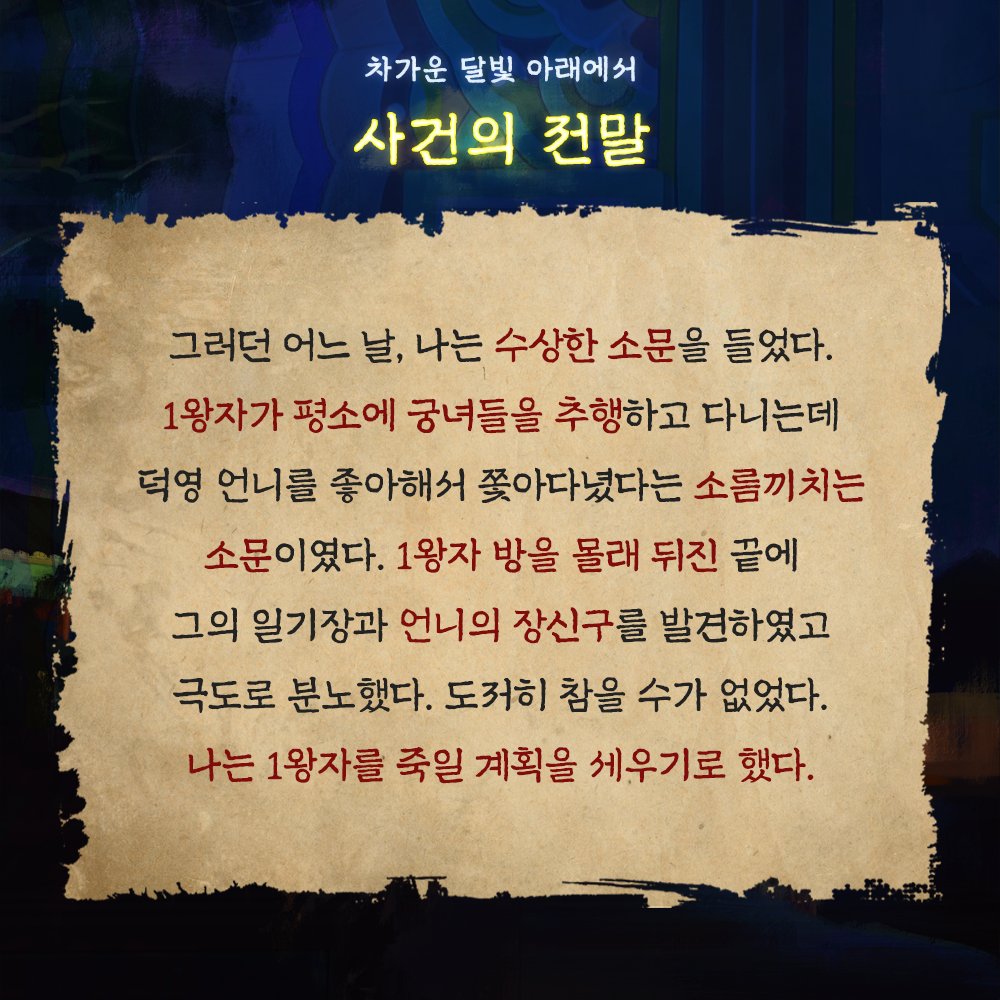 차가운 달빛 아래에서
사건의 전말
그러던 어느 날, 나는 수상한 소문을 들었다.
1왕자가 평소에 궁녀들을 추행하고 다니는데
덕영 언니를 좋아해서 쫓아다녔다는 소름끼치는
소문이였다. 1왕자 방을 몰래 뒤진 끝에
그의 일기장과 언니의 장신구를 발견하였고
극도로 분노했다. 도저히 참을 수가 없었다.
나는 1왕자를 죽일 계획을 세우기로 했다.